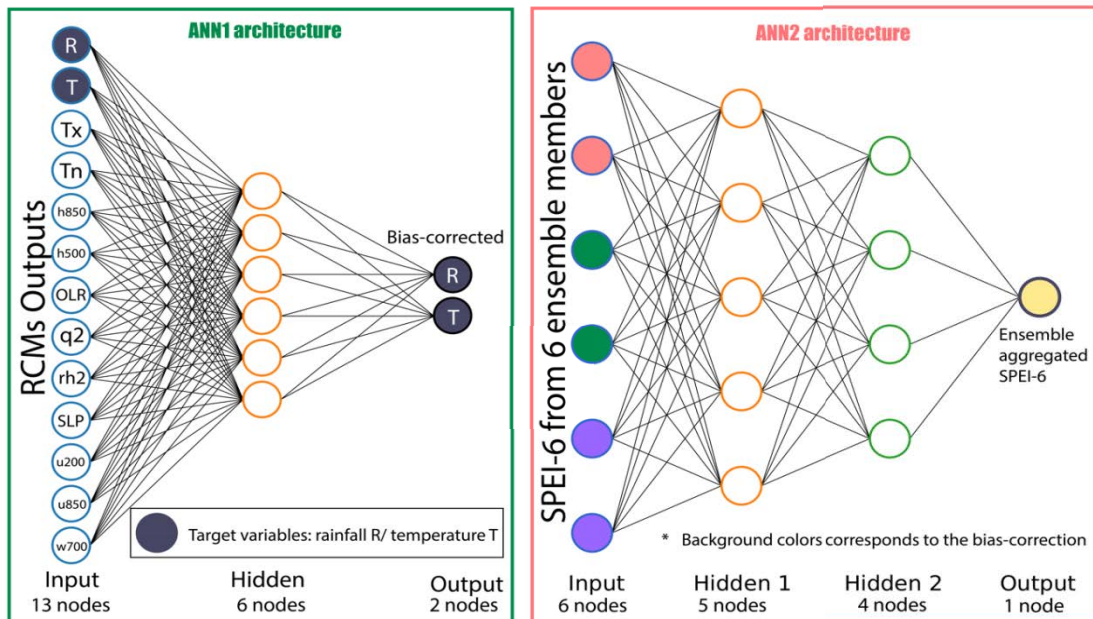 ANN1 architecture
RCMs Outputs
R
T
Tx
Tn
h850
h500
OLR
q2
rh2
SLP
u200
u850
w700
Bias-corrected
R
T
Target variables: rainfall R/ temperature T
Input
13 nodes
Hidden
6 nodes
Output
2 nodes
ANN2 architecture
SPEI-6 from 6 ensemble members
Ensemble
aggregated
SPEI-6
* Background colors corresponds to the bias-correction
Input
6 nodes
Hidden 1
5 nodes
Hidden 2
4 nodes
Output
1 node